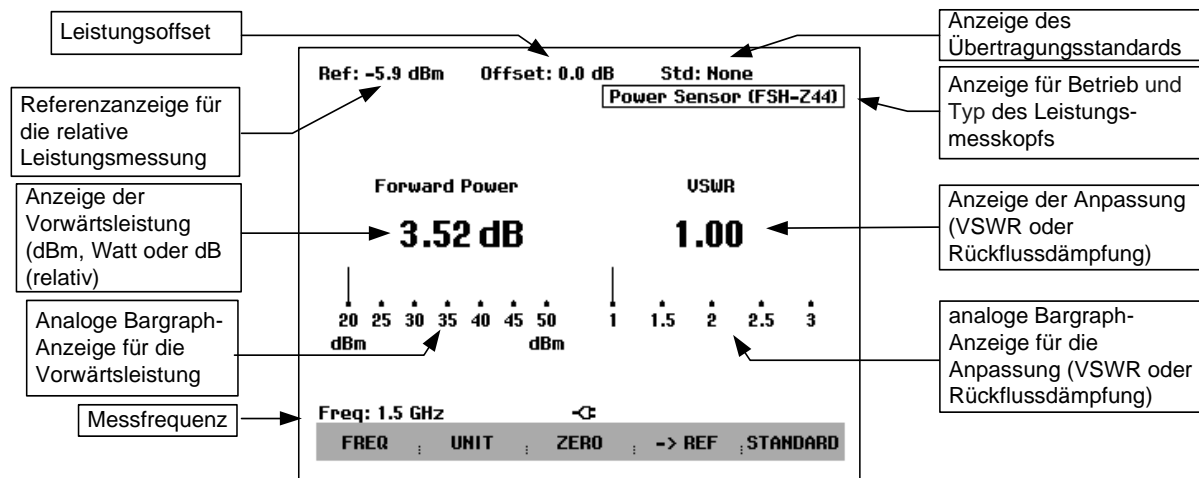 Leistungsoffset
Anzeige des
Übertragungsstandards
Ref: -5.9 dBm Offset: 0.0 dB Std: None
Power Sensor (FSH-Z44)
Referenzanzeige für
die relative
Leistungsmessung
Anzeige für Betrieb und
Typ des Leistungs-
messkopfs
Forward Power VSWR
3.52 dB 1.00
Anzeige der
Vorwärtsleistung
(dBm, Watt oder dB
(relativ)
Anzeige der Anpassung
(VSWR oder
Rückflussdämpfung)
20 25 30 35 40 45 50 1 1.5 2 2.5 3
dBm dBm
Analoge Bargraph-
Anzeige für die
Vorwärtsleistung
analoge Bargraph-
Anzeige für die
Anpassung (VSWR oder
Rückflussdämpfung)
Messfrequenz
Freq: 1.5 GHz
FREQ UNIT ZERO -> REF STANDARD